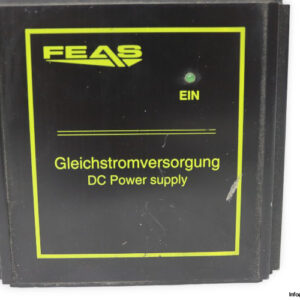 FEAS
EIN
Gleichstromversorgung
DC Power supply